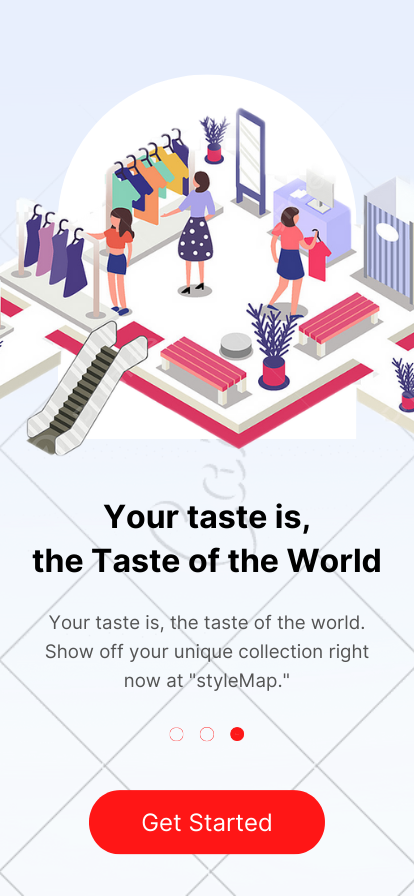 Your taste is,
the Taste of the World
Your taste is, the taste of the world.
Show off your unique collection right
now at "styleMap."
Get Started